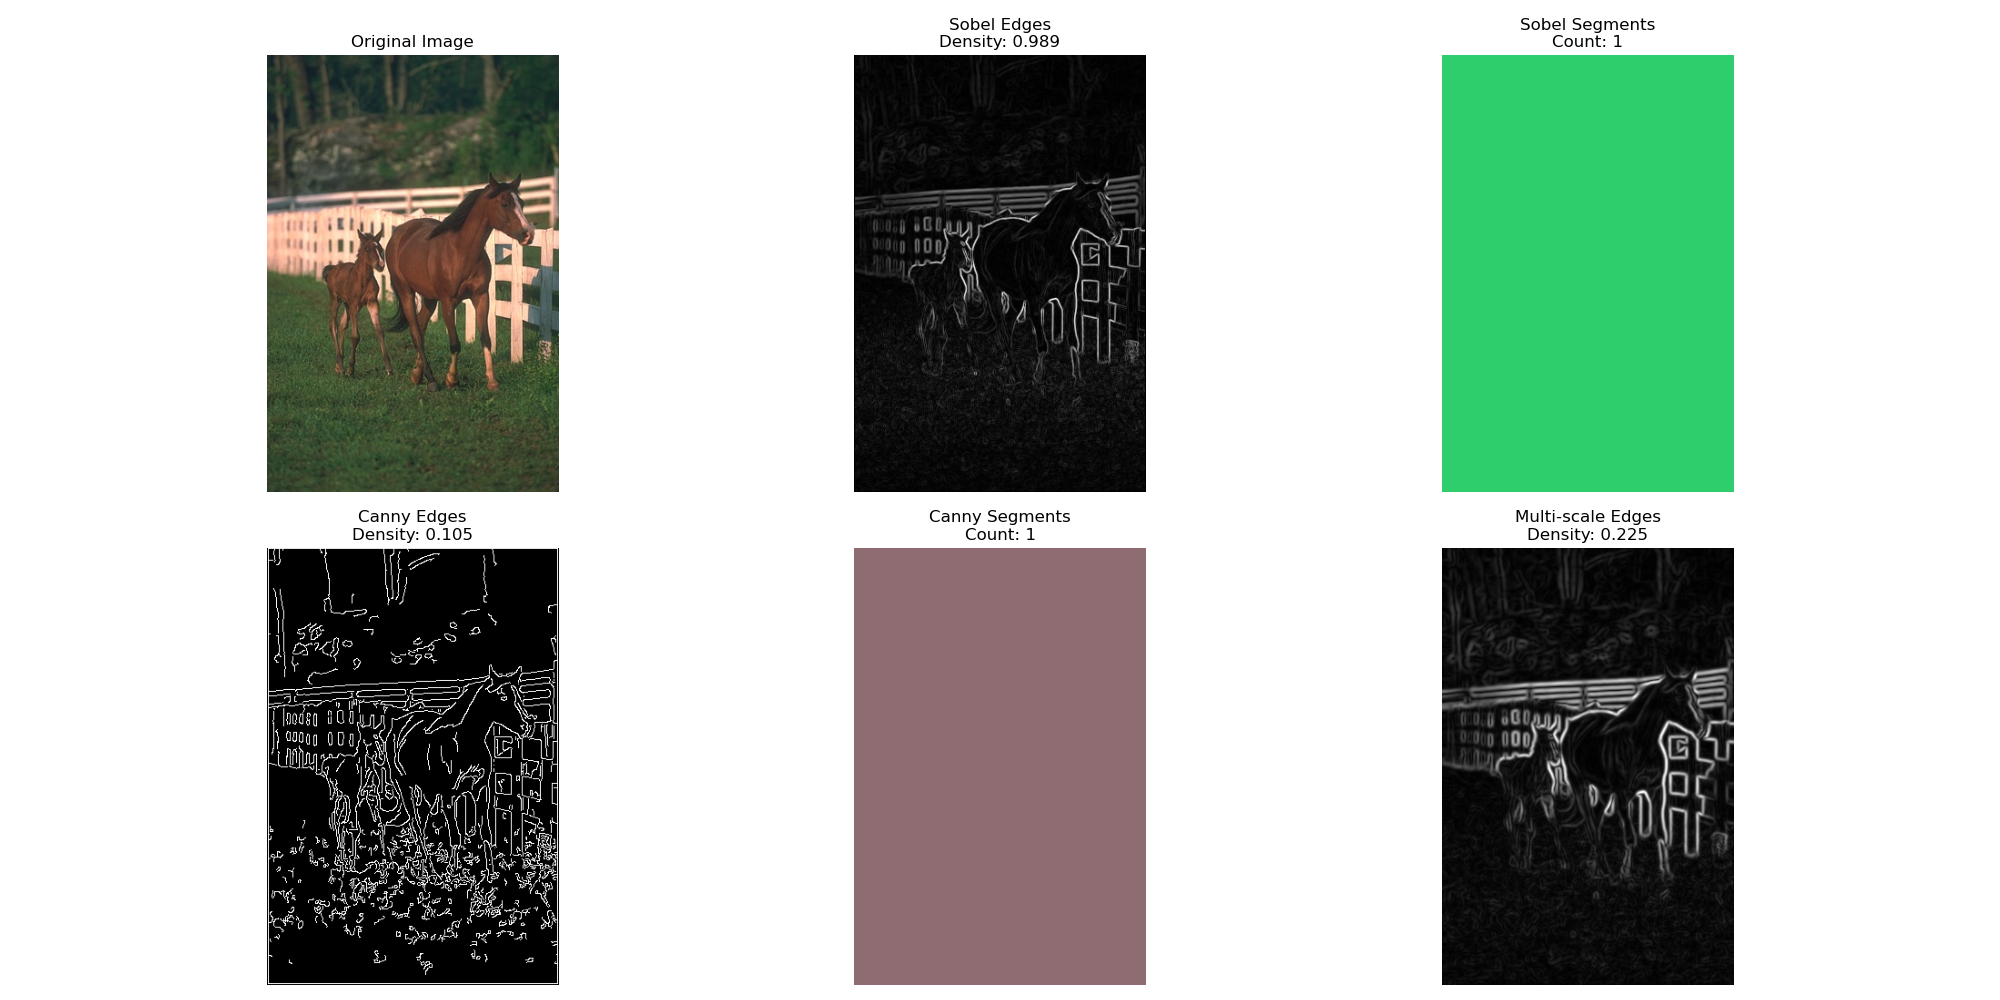 Original Image
Sobel Edges
Density: 0.989
Sobel Segments
Count: 1
Canny Edges
Density: 0.105
Canny Segments
Count: 1
Multi-scale Edges
Density: 0.225